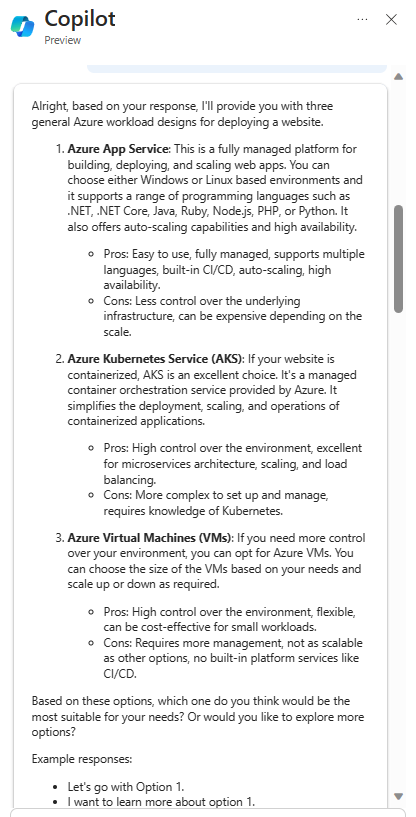 Copilot
Preview
Alright, based on your response, I'll provide you with three
general Azure workload designs for deploying a website.
1. Azure App Service: This is a fully managed platform for
building, deploying, and scaling web apps. You can
choose either Windows or Linux based environments and
it supports a range of programming languages such as
.NET, .NET Core, Java, Ruby, Node.js, PHP, or Python. It
also offers auto-scaling capabilities and high availability.
Pros: Easy to use, fully managed, supports multiple
languages, built-in CI/CD, auto-scaling, high
availability.
Cons: Less control over the underlying
infrastructure, can be expensive depending on the
scale.
2. Azure Kubernetes Service (AKS): If your website is
containerized, AKS is an excellent choice. It's a managed
container orchestration service provided by Azure. It
simplifies the deployment, scaling, and operations of
containerized applications.
Pros: High control over the environment, excellent
for microservices architecture, scaling, and load
balancing.
Cons: More complex to set up and manage,
requires knowledge of Kubernetes.
3. Azure Virtual Machines (VMs): If you need more control
over your environment, you can opt for Azure VMs. You
can choose the size of the VMs based on your needs and
scale up or down as required.
Pros: High control over the environment, flexible,
can be cost-effective for small workloads.
Cons: Requires more management, not as scalable
as other options, no built-in platform services like
CI/CD.
Based on these options, which one do you think would be the
most suitable for your needs? Or would you like to explore more
options?
Example responses:
Let's go with Option 1.
I want to learn more about option 1.